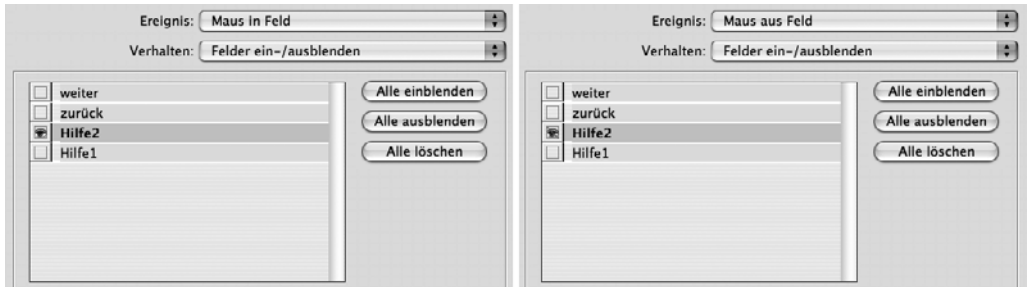 Ereignis: Maus in Feld
Verhalten: Felder ein-/ausblenden
weiter
zurück
Hilfe2
Hilfe1
Alle einblenden
Alle ausblenden
Alle löschen
Ereignis: Maus aus Feld
Verhalten: Felder ein-/ausblenden
weiter
zurück
Hilfe2
Hilfe1
Alle einblenden
Alle ausblenden
Alle löschen